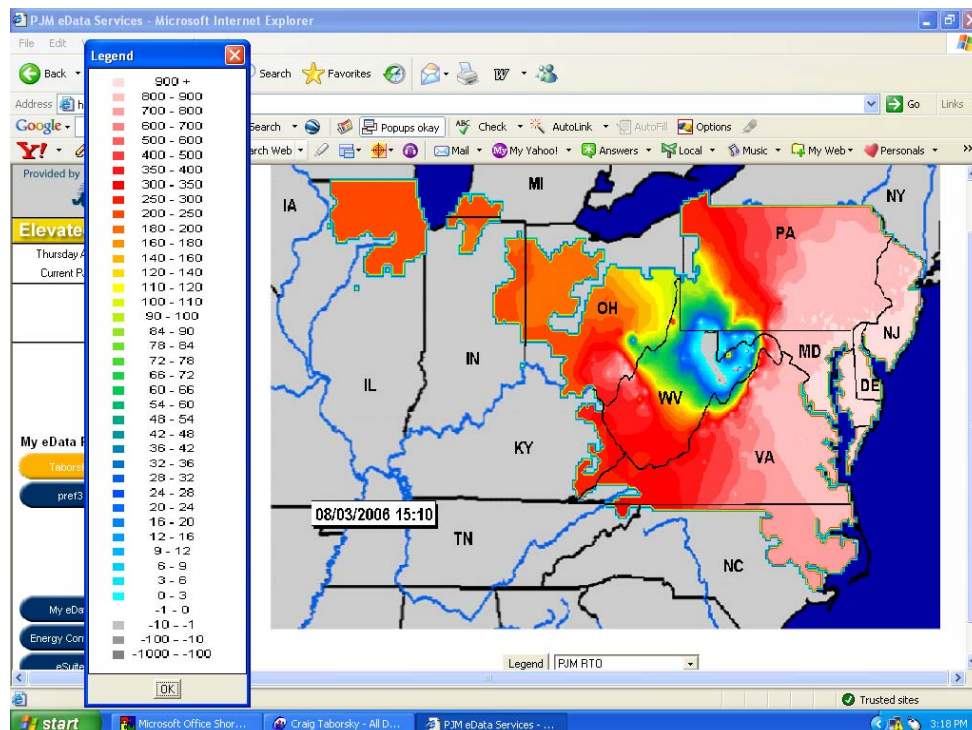 PJM eData Services - Microsoft Internet Explorer
File Edit
Legend
Back
Search Favorites
Address
Go Links
Google
Search Popups okay Check AutoLink AutoFill Options
Y!
Search Web Mail My Yahoo! Answers Local Music My Web Personals
900 +
800 - 900
700 - 800
600 - 700
500 - 600
400 - 500
350 - 400
300 - 350
250 - 300
200 - 250
180 - 200
160 - 180
140 - 160
120 - 140
110 - 120
100 - 110
90 - 100
84 - 90
78 - 84
72 - 78
66 - 72
60 - 66
54 - 60
48 - 54
42 - 48
36 - 42
32 - 36
28 - 32
24 - 28
20 - 24
16 - 20
12 - 16
9 - 12
6 - 9
3 - 6
0 - 3
-1 - 0
-10 - -1
-100 - -10
-1000 - -100
OK
Provided by
Elevate
Thursday A
Current P
My eData P
Taborsk
pref3
My eDa
Energy Con
eSuite
IA
MI
NY
PA
OH
NJ
MD
IN
IL
DE
WV
KY
VA
08/03/2006 15:10
TN
NC
Legend PJM RTO
Trusted sites
start
Microsoft Office Shor...
Craig Taborsky - All D...
PJM eData Services - ...
3:18 PM